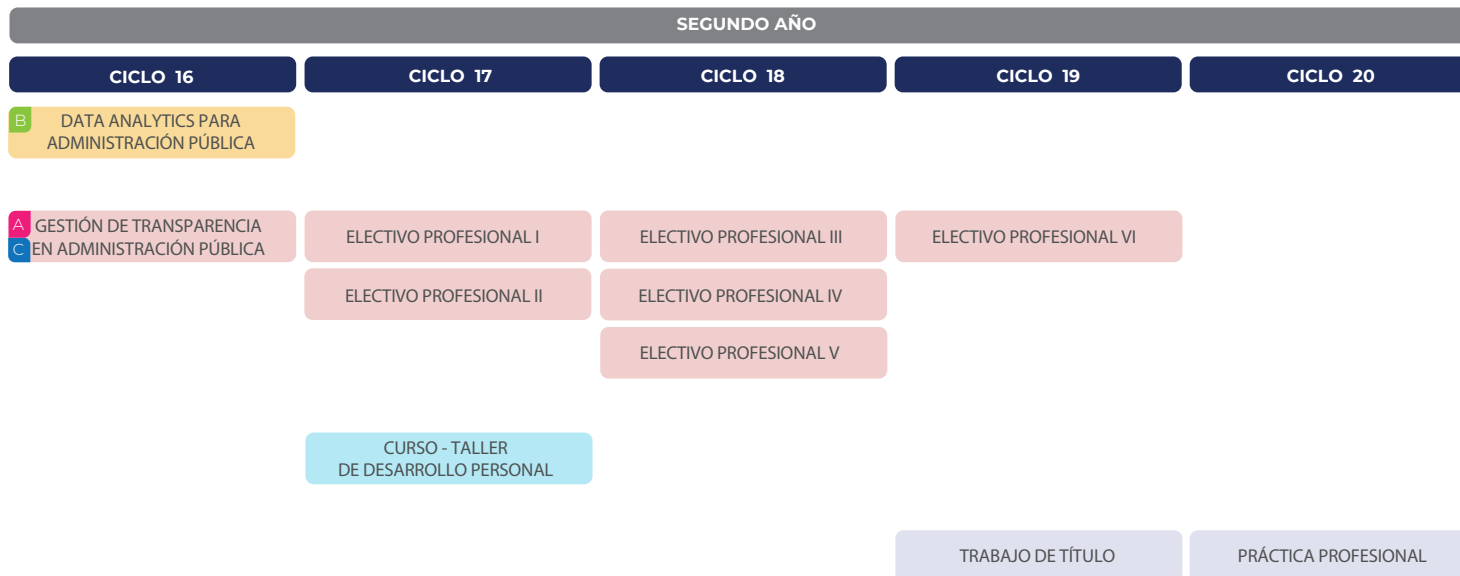 SEGUNDO AÑO
CICLO 16
CICLO 17
CICLO 18
CICLO 19
CICLO 20
B
DATA ANALYTICS PARA
ADMINISTRACIÓN PÚBLICA
A
GESTIÓN DE TRANSPARENCIA
C
EN ADMINISTRACIÓN PÚBLICA
ELECTIVO PROFESIONAL I
ELECTIVO PROFESIONAL III
ELECTIVO PROFESIONAL VI
ELECTIVO PROFESIONAL II
ELECTIVO PROFESIONAL IV
ELECTIVO PROFESIONAL V
CURSO - TALLER
DE DESARROLLO PERSONAL
TRABAJO DE TÍTULO
PRÁCTICA PROFESIONAL